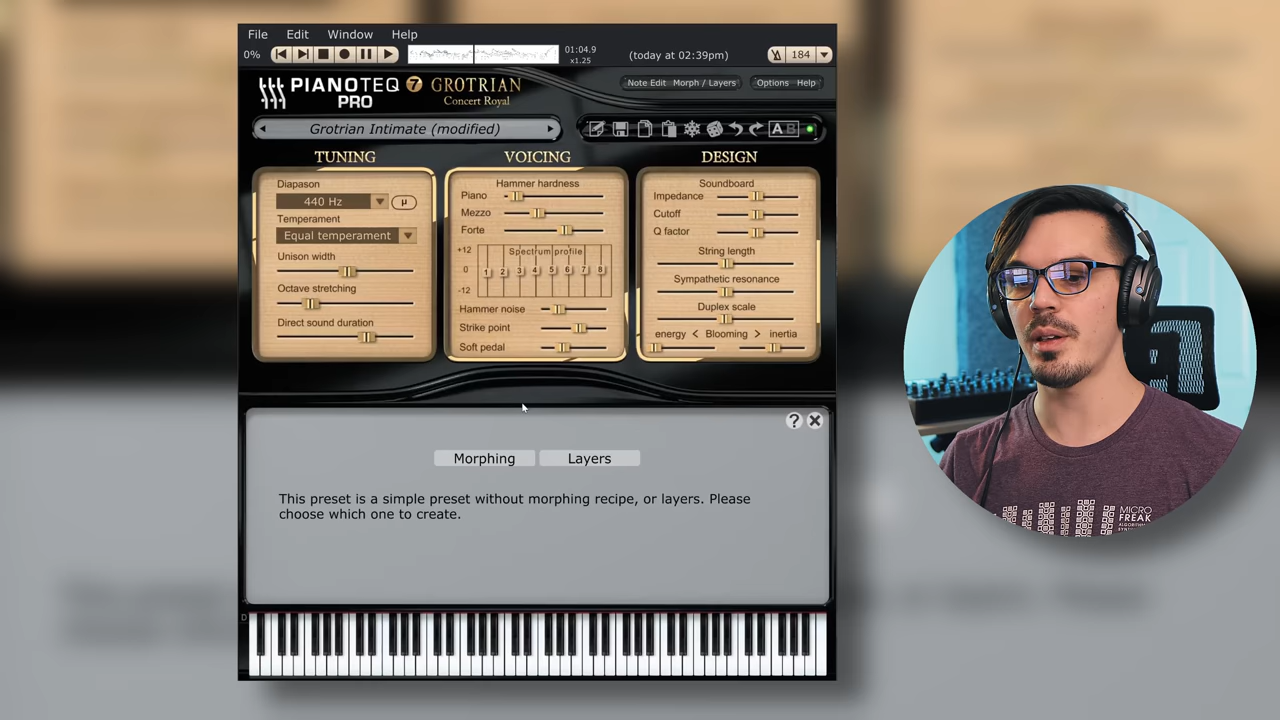 File Edit Window Help
0%
01:04.9
x1.25
(today at 02:39pm)
184
PIANOTEQ 7
PRO
GROTRIAN
Concert Royal
Note Edit Morph / Layers
Options Help
Grotrian Intimate (modified)
A B
TUNING
Diapason
440 Hz
μ
Temperament
Equal temperament
Unison width
Octave stretching
Direct sound duration
VOICING
Hammer hardness
Piano
Mezzo
Forte
+12
0
-12
Spectrum profile
1 2 3 4 5 6 7 8
Hammer noise
Strike point
Soft pedal
DESIGN
Soundboard
Impedance
Cutoff
Q factor
String length
Sympathetic resonance
Duplex scale
energy < Blooming > inertia
? 
Morphing Layers
This preset is a simple preset without morphing recipe, or layers. Please
choose which one to create.
D
MICRO
FREAK